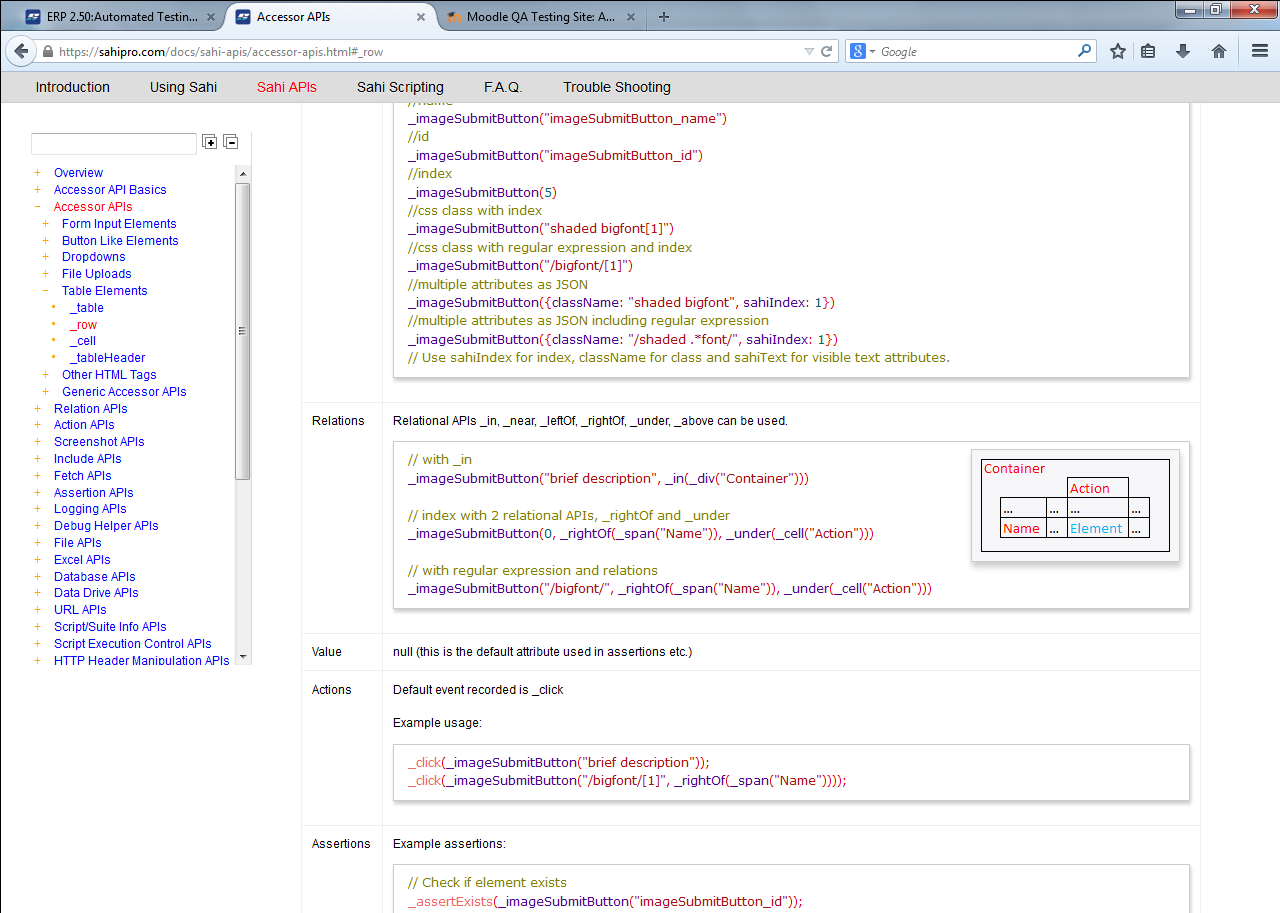 ERP 2.50:Automated Testin...
Accessor APIs
Moodle QA Testing Site: A...
https://sahipro.com/docs/sahi-apis/accessor-apis.html#_row
Google
Introduction
Using Sahi
Sahi APIs
Sahi Scripting
F.A.Q.
Trouble Shooting
Overview
Accessor API Basics
Accessor APIs
Form Input Elements
Button Like Elements
Dropdowns
File Uploads
Table Elements
_table
_row
_cell
_tableHeader
Other HTML Tags
Generic Accessor APIs
Relation APIs
Action APIs
Screenshot APIs
Include APIs
Fetch APIs
Assertion APIs
Logging APIs
Debug Helper APIs
File APIs
Excel APIs
Database APIs
Data Drive APIs
URL APIs
Script/Suite Info APIs
Script Execution Control APIs
HTTP Header Manipulation APIs
//name
_imageSubmitButton("imageSubmitButton_name")
//id
_imageSubmitButton("imageSubmitButton_id")
//index
_imageSubmitButton(5)
//css class with index
_imageSubmitButton("shaded bigfont[1]")
//css class with regular expression and index
_imageSubmitButton("/bigfont/[1]")
//multiple attributes as JSON
_imageSubmitButton({className: "shaded bigfont", sahiIndex: 1})
//multiple attributes as JSON including regular expression
_imageSubmitButton({className: "/shaded .*font/", sahiIndex: 1})
// Use sahiIndex for index, className for class and sahiText for visible text attributes.
Relations
Relational APIs _in, _near, _leftOf, _rightOf, _under, _above can be used.
// with _in
_imageSubmitButton("brief description", _in(_div("Container")))
// index with 2 relational APIs, _rightOf and _under
_imageSubmitButton(0, _rightOf(_span("Name")), _under(_cell("Action")))
// with regular expression and relations
_imageSubmitButton("/bigfont/", _rightOf(_span("Name")), _under(_cell("Action")))
Container
Action
... ... ... ...
Name ... Element ...
Value
null (this is the default attribute used in assertions etc.)
Actions
Default event recorded is _click
Example usage:
_click(_imageSubmitButton("brief description"));
_click(_imageSubmitButton("/bigfont/[1]", _rightOf(_span("Name"))));
Assertions
Example assertions:
// Check if element exists
_assertExists(_imageSubmitButton("imageSubmitButton_id"));